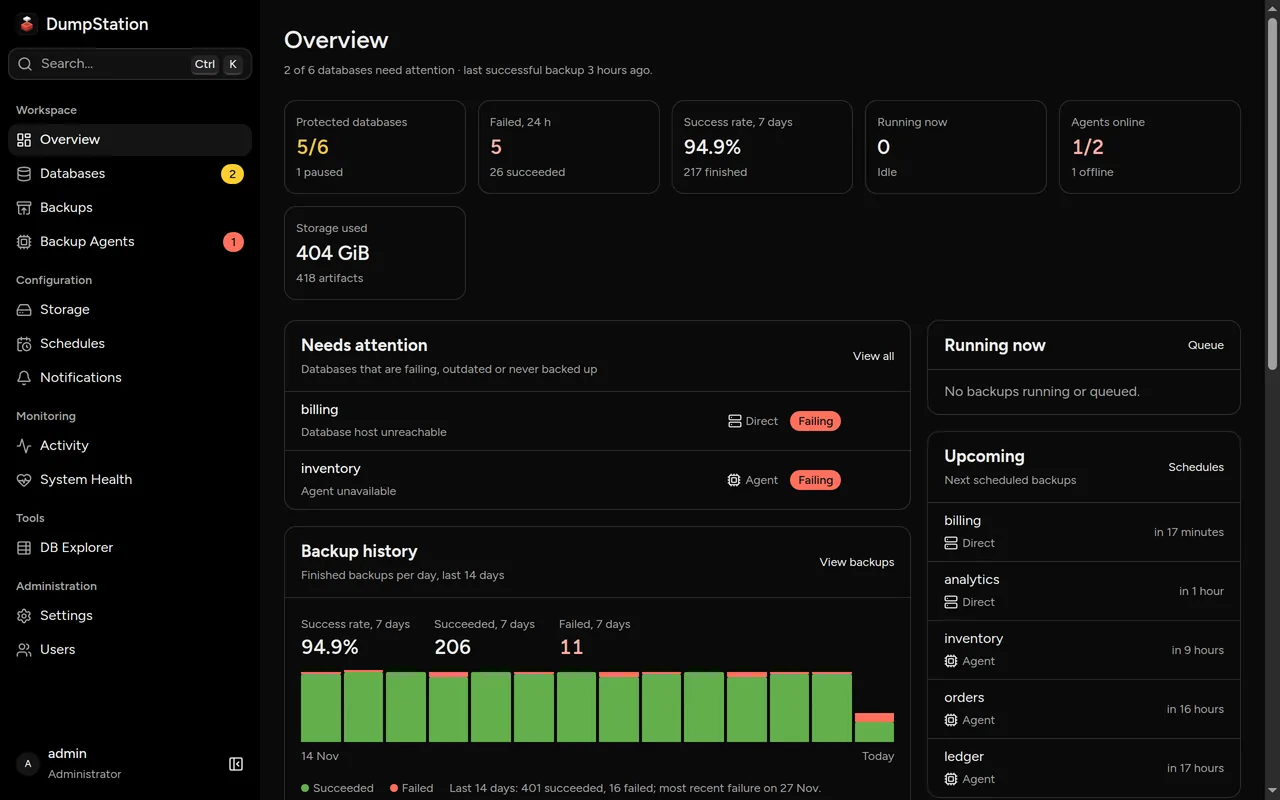 DumpStation
Search...
Ctrl K
Workspace
Overview
Databases 2
Backups
Backup Agents 1
Configuration
Storage
Schedules
Notifications
Monitoring
Activity
System Health
Tools
DB Explorer
Administration
Settings
Users
A
admin
Administrator
Overview
2 of 6 databases need attention · last successful backup 3 hours ago.
Protected databases
5/6
1 paused
Failed, 24 h
5
26 succeeded
Success rate, 7 days
94.9%
217 finished
Running now
0
Idle
Agents online
1/2
1 offline
Storage used
404 GiB
418 artifacts
Needs attention
Databases that are failing, outdated or never backed up
View all
billing
Database host unreachable
Direct Failing
inventory
Agent unavailable
Agent Failing
Backup history
Finished backups per day, last 14 days
View backups
Success rate, 7 days
94.9%
Succeeded, 7 days
206
Failed, 7 days
11
14 Nov
Today
Succeeded
Failed
Last 14 days: 401 succeeded, 16 failed; most recent failure on 27 Nov.
Running now
Queue
No backups running or queued.
Upcoming
Next scheduled backups
Schedules
billing
Direct
in 17 minutes
analytics
Direct
in 1 hour
inventory
Agent
in 9 hours
orders
Agent
in 16 hours
ledger
Agent
in 17 hours